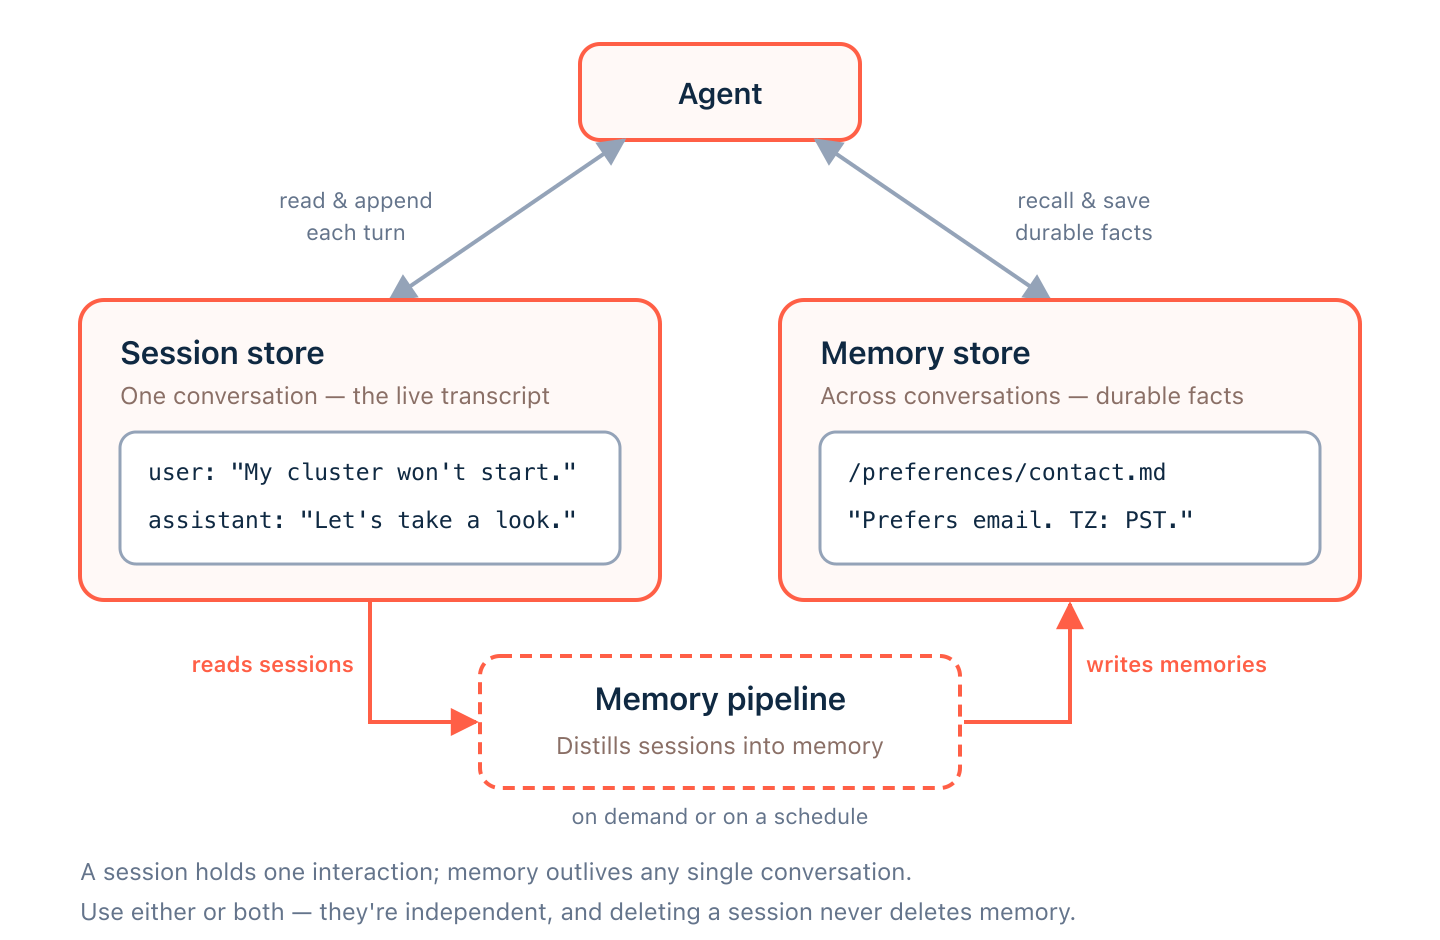 Agent
read & append
each turn
recall & save
durable facts
Session store
One conversation — the live transcript
user: "My cluster won't start."
assistant: "Let's take a look."
Memory store
Across conversations — durable facts
/preferences/contact.md
"Prefers email. TZ: PST."
reads sessions
writes memories
Memory pipeline
Distills sessions into memory
on demand or on a schedule
A session holds one interaction; memory outlives any single conversation.
Use either or both — they're independent, and deleting a session never deletes memory.